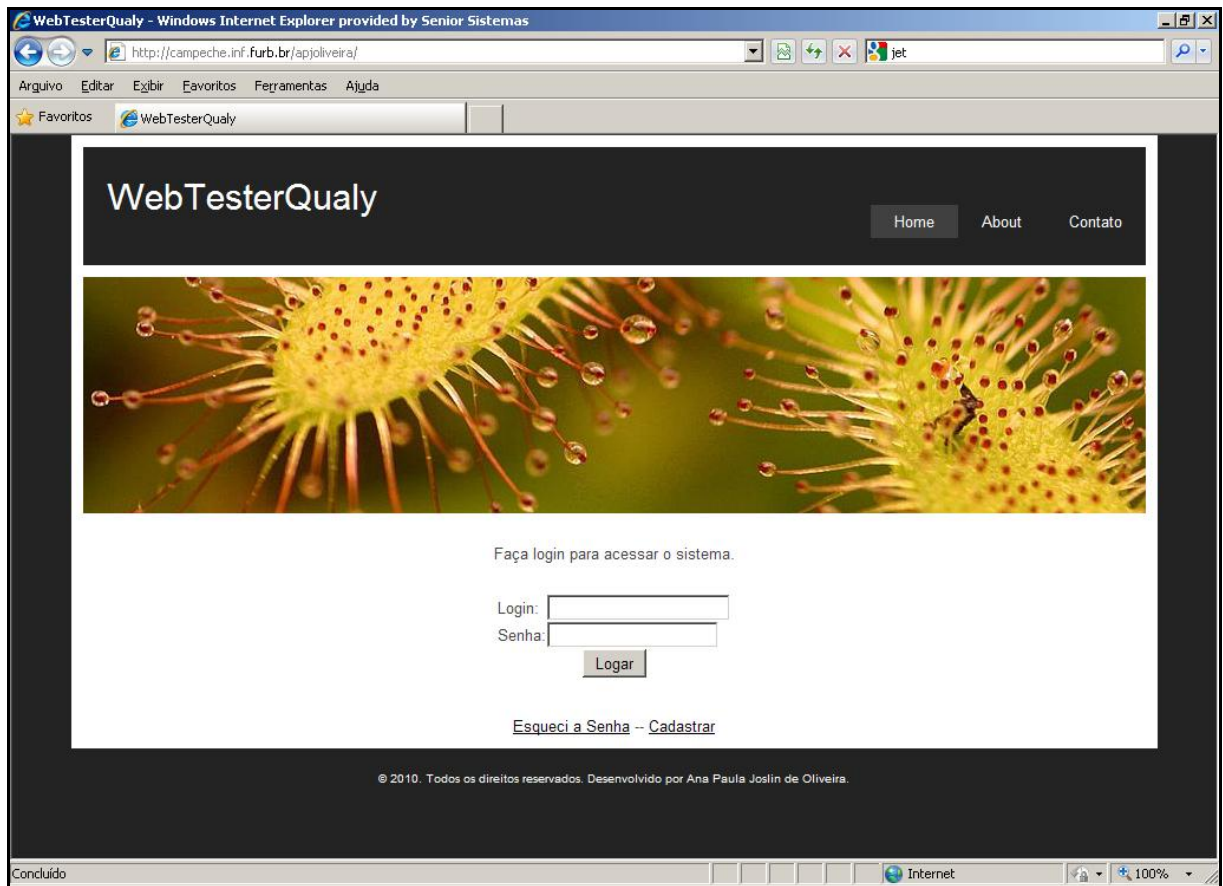 WebTesterQualy - Windows Internet Explorer provided by Senior Sistemas
http://campeche.inf.furb.br/apjoliveira/
jet
Arquivo Editar Exibir Favoritos Ferramentas Ajuda
Favoritos WebTesterQualy
WebTesterQualy
Home About Contato
Faça login para acessar o sistema.
Login:
Senha:
Logar
Esqueci a Senha -- Cadastrar
© 2010. Todos os direitos reservados. Desenvolvido por Ana Paula Joslin de Oliveira.
Concluído Internet 100%